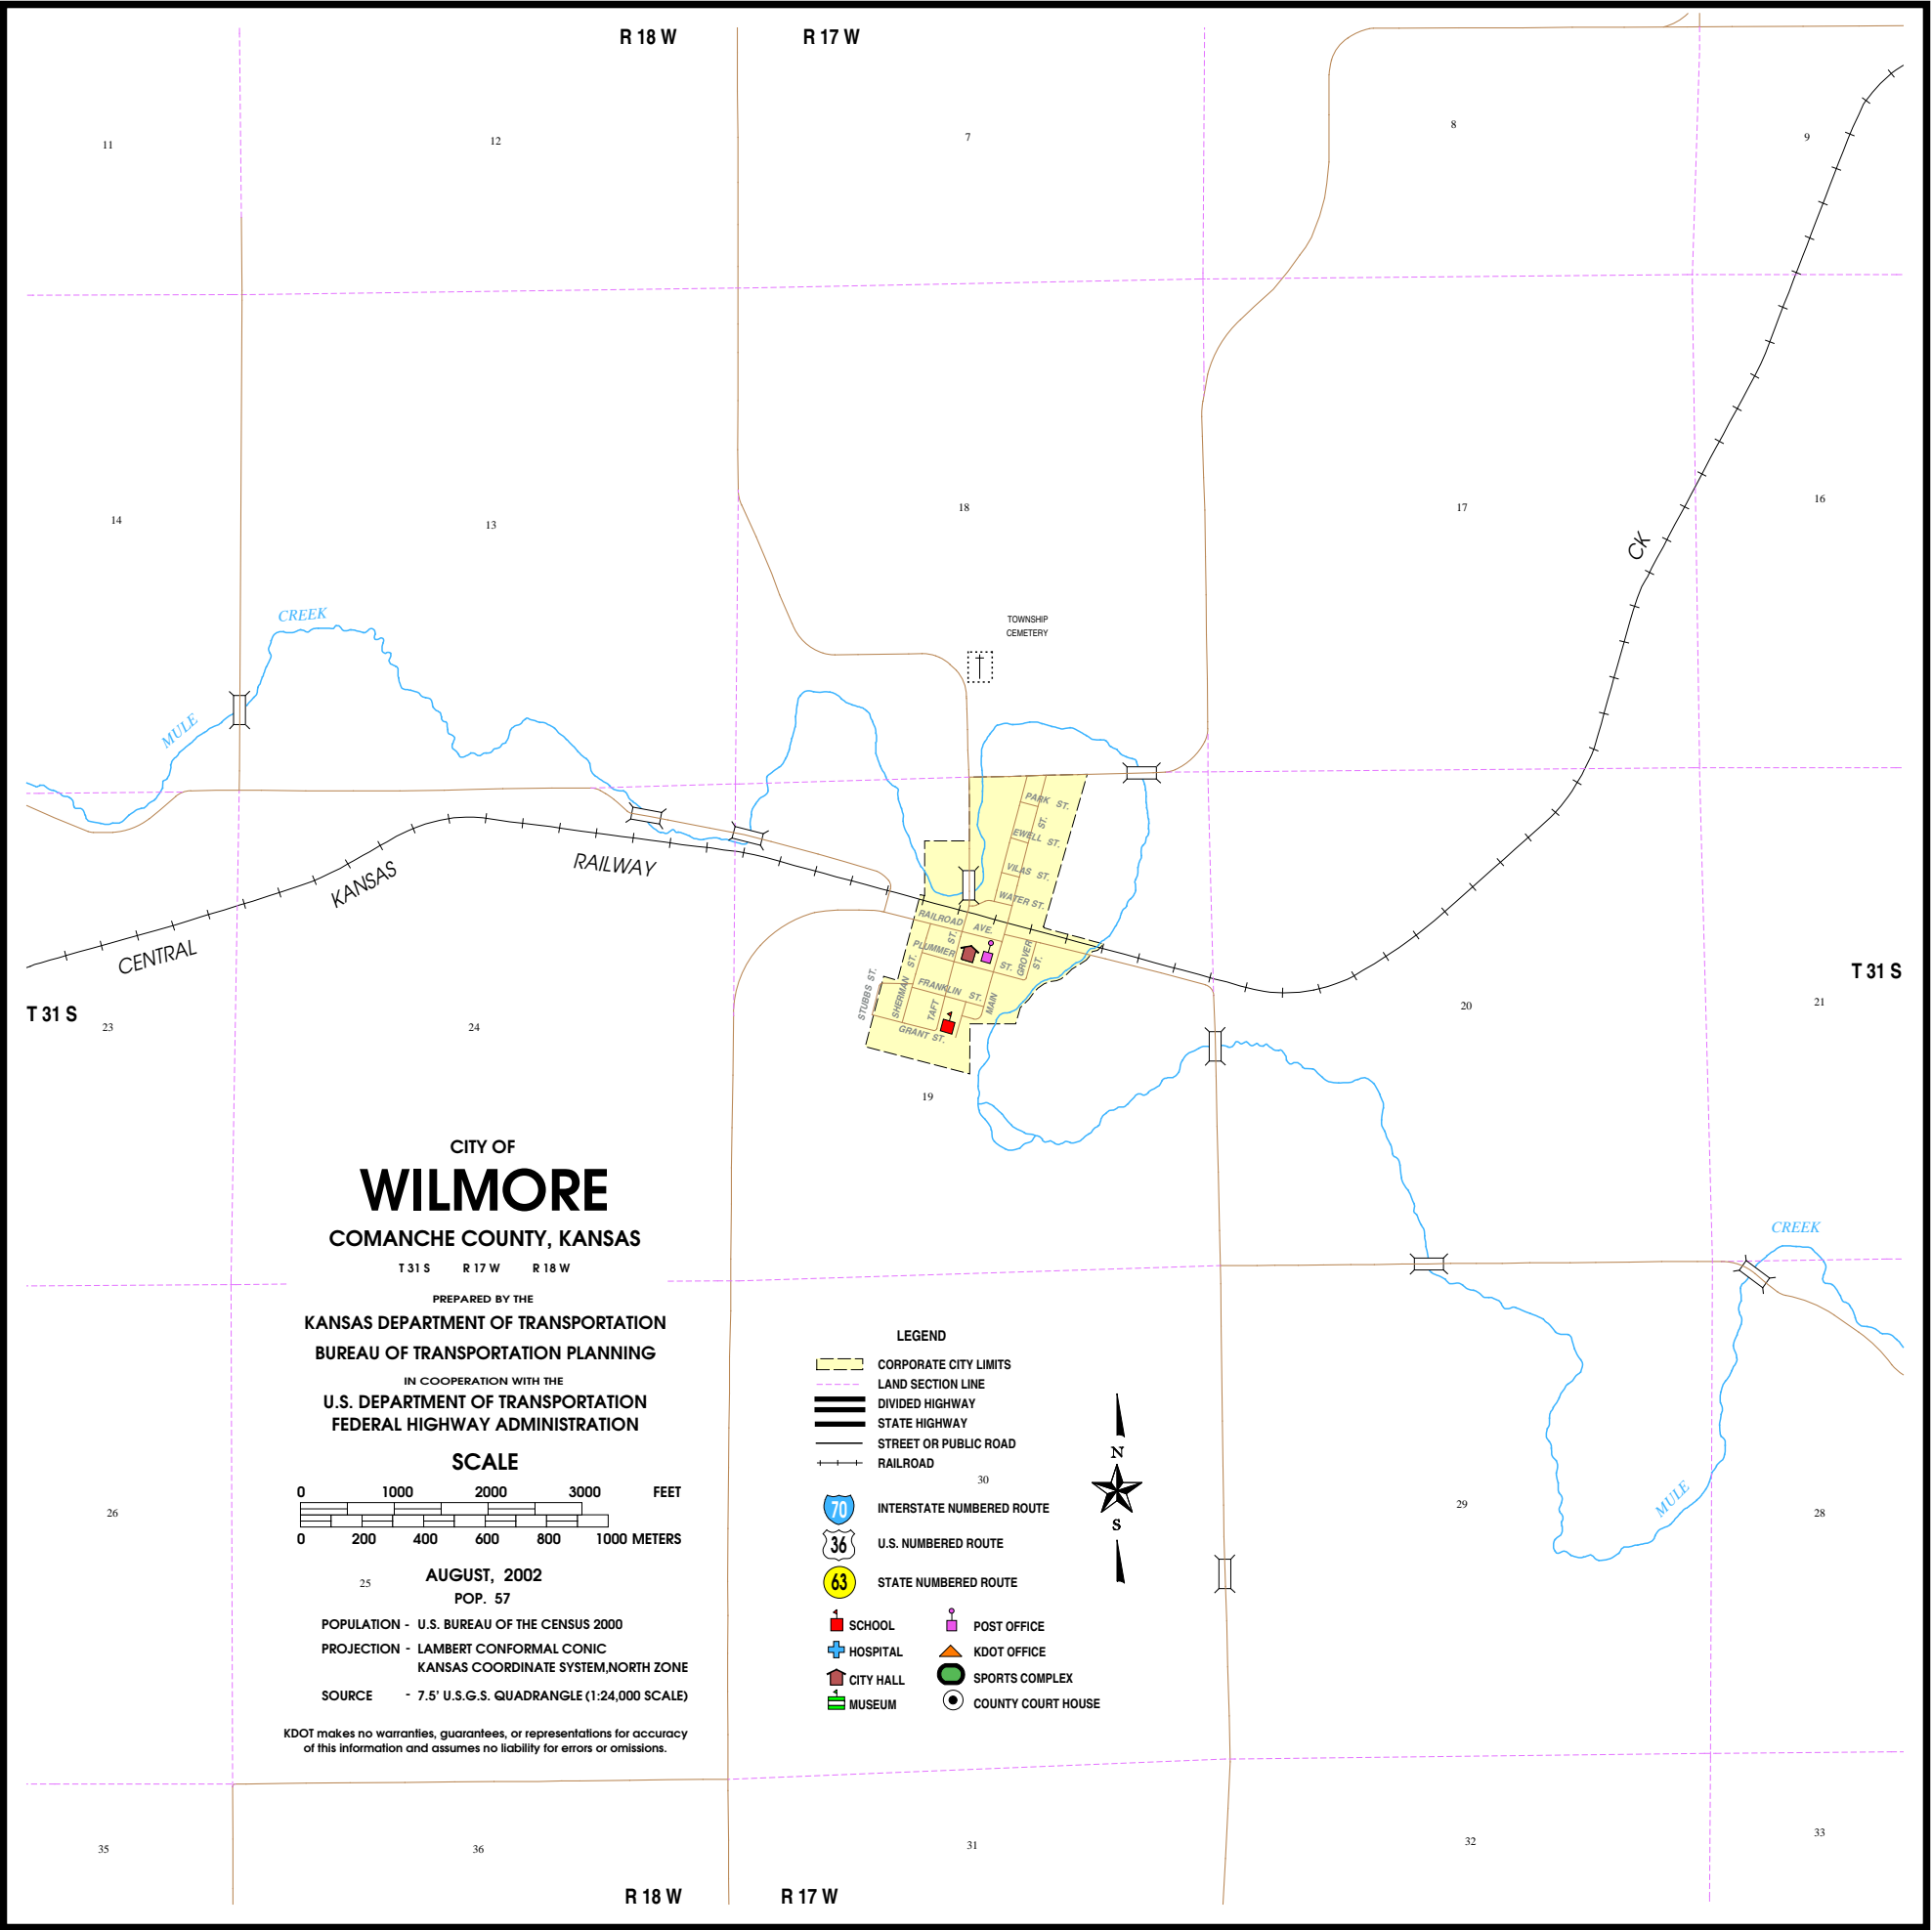 R 18 W
R 17 W
11
12
7
8
9
14
13
18
17
16
CK
CREEK
MULE
TOWNSHIP
CEMETERY
PARK ST.
ST.
EWELL ST.
VILAS ST.
WATER ST.
RAILROAD AVE.
ST.
PLUMMER ST.
GROVER ST.
STUBBS ST.
SHERMAN ST.
FRANKLIN ST.
TAFT
MAIN
GRANT ST.
CENTRAL
KANSAS
RAILWAY
T 31 S
T 31 S
23
24
19
20
21
CITY OF
WILMORE
COMANCHE COUNTY, KANSAS
T 31 S R 17 W R 18 W
PREPARED BY THE
KANSAS DEPARTMENT OF TRANSPORTATION
BUREAU OF TRANSPORTATION PLANNING
IN COOPERATION WITH THE
U.S. DEPARTMENT OF TRANSPORTATION
FEDERAL HIGHWAY ADMINISTRATION
SCALE
0 1000 2000 3000 FEET
0 200 400 600 800 1000 METERS
AUGUST, 2002
POP. 57
POPULATION - U.S. BUREAU OF THE CENSUS 2000
PROJECTION - LAMBERT CONFORMAL CONIC
KANSAS COORDINATE SYSTEM,NORTH ZONE
SOURCE - 7.5' U.S.G.S. QUADRANGLE (1:24,000 SCALE)
KDOT makes no warranties, guarantees, or representations for accuracy
of this information and assumes no liability for errors or omissions.
LEGEND
CORPORATE CITY LIMITS
LAND SECTION LINE
DIVIDED HIGHWAY
STATE HIGHWAY
STREET OR PUBLIC ROAD
RAILROAD
70 INTERSTATE NUMBERED ROUTE
36 U.S. NUMBERED ROUTE
63 STATE NUMBERED ROUTE
SCHOOL
POST OFFICE
HOSPITAL
KDOT OFFICE
CITY HALL
SPORTS COMPLEX
MUSEUM
COUNTY COURT HOUSE
N
S
CREEK
MULE
26
25
30
29
28
35
36
31
32
33
R 18 W
R 17 W